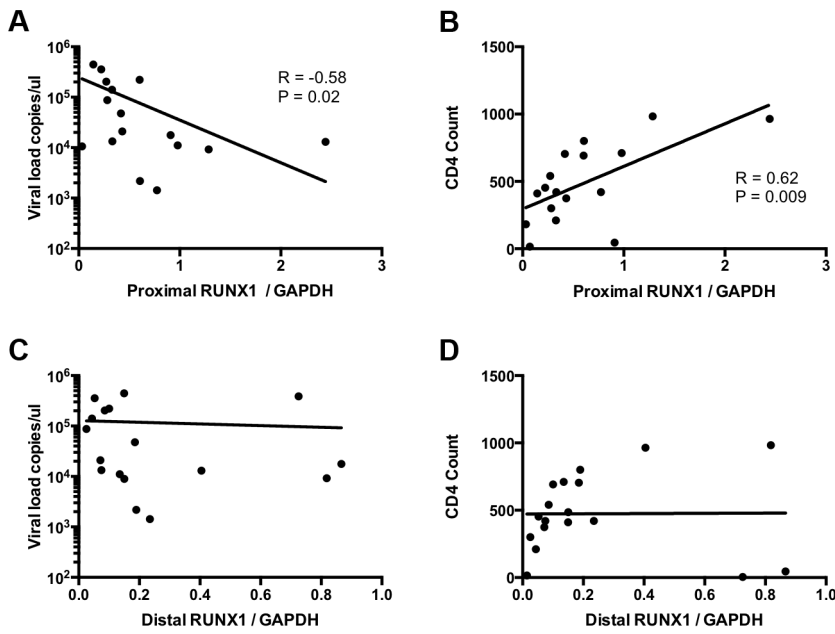 A
10^6
10^5
10^4
10^3
10^2
Viral load copies/ul
R = -0.58
P = 0.02
0
1
2
3
Proximal RUNX1 / GAPDH
B
1500
1000
500
0
CD4 Count
R = 0.62
P = 0.009
0
1
2
3
Proximal RUNX1 / GAPDH
C
10^6
10^5
10^4
10^3
10^2
Viral load copies/ul
0.0
0.2
0.4
0.6
0.8
1.0
Distal RUNX1 / GAPDH
D
1500
1000
500
0
CD4 Count
0.0
0.2
0.4
0.6
0.8
1.0
Distal RUNX1 / GAPDH